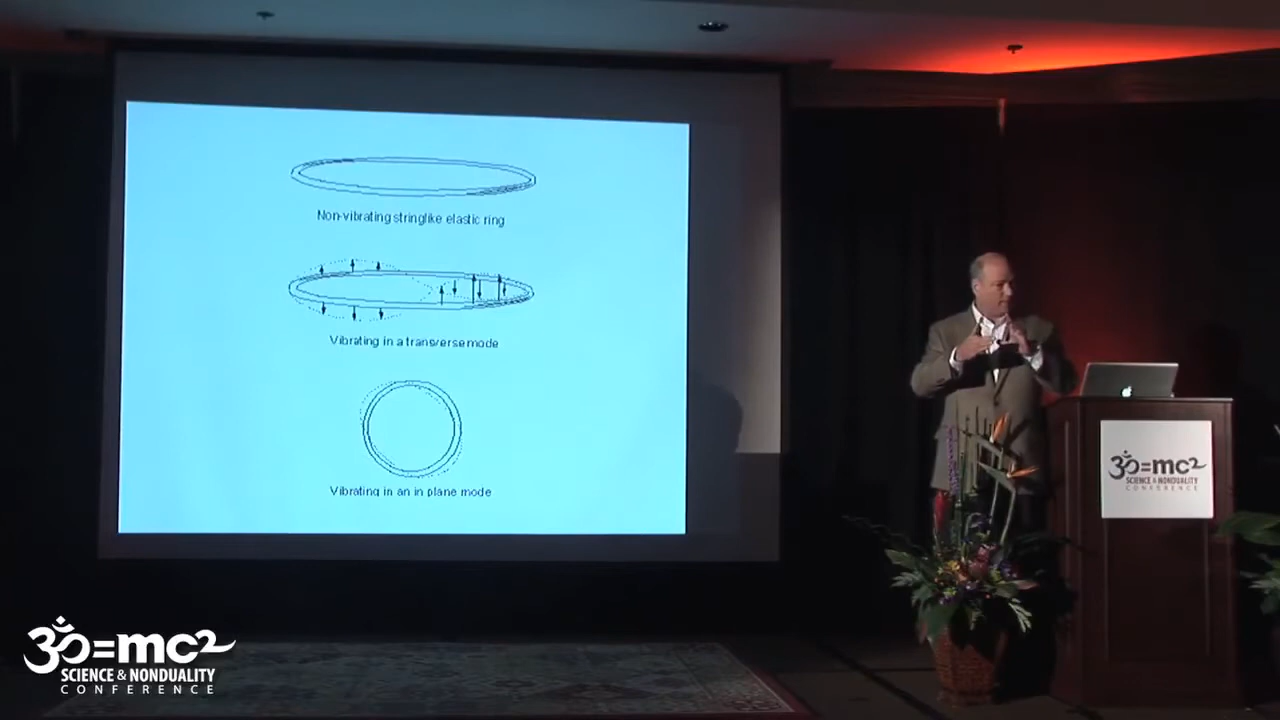 Non-vibrating stringlike elastic ring
Vibrating in a transverse mode
Vibrating in an in plane mode
ॐ=mc2
SCIENCE & NONDUALITY
CONFERENCE
ॐ=mc2
SCIENCE & NONDUALITY
CONFERENCE